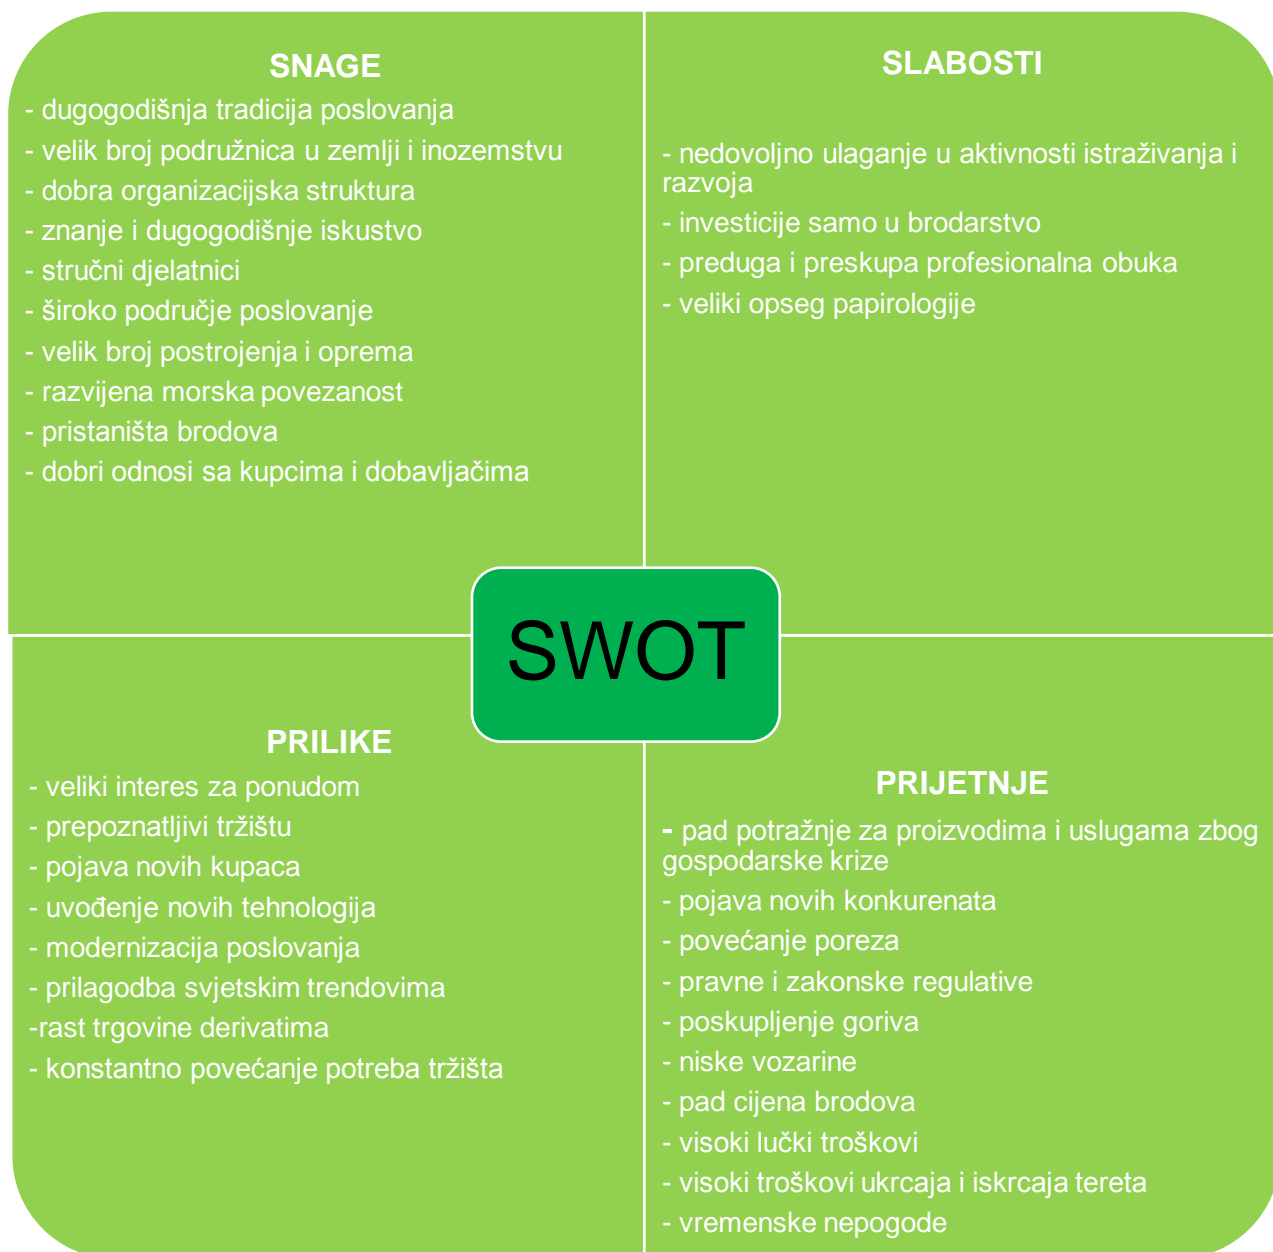 SNAGE
- dugogodišnja tradicija poslovanja
- velik broj podružnica u zemlji i inozemstvu
- dobra organizacijska struktura
- znanje i dugogodišnje iskustvo
- stručni djelatnici
- široko područje poslovanje
- velik broj postrojenja i oprema
- razvijena morska povezanost
- pristaništa brodova
- dobri odnosi sa kupcima i dobavljačima
SLABOSTI
- nedovoljno ulaganje u aktivnosti istraživanja i
razvoja
- investicije samo u brodarstvo
- preduga i preskupa profesionalna obuka
- veliki opseg papirologije
SWOT
PRILIKE
- veliki interes za ponudom
- prepoznatljivi tržištu
- pojava novih kupaca
- uvođenje novih tehnologija
- modernizacija poslovanja
- prilagodba svjetskim trendovima
-rast trgovine derivatima
- konstantno povećanje potreba tržišta
PRIJETNJE
- pad potražnje za proizvodima i uslugama zbog
gospodarske krize
- pojava novih konkurenata
- povećanje poreza
- pravne i zakonske regulative
- poskupljenje goriva
- niske vozarine
- pad cijena brodova
- visoki lučki troškovi
- visoki troškovi ukrcaja i iskrcaja tereta
- vremenske nepogode